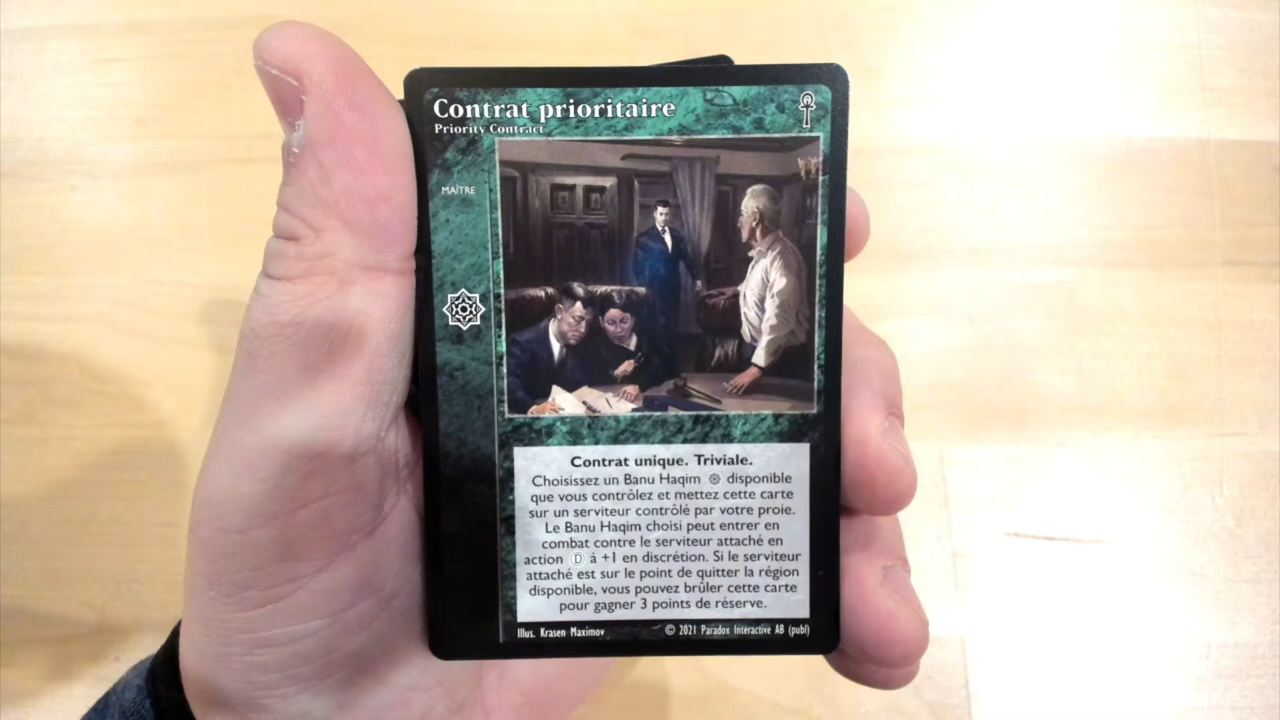 Contrat prioritaire
Priority Contract
MAÎTRE
Contrat unique. Triviale.
Choisissez un Banu Haqim disponible
que vous contrôlez et mettez cette carte
sur un serviteur contrôlé par votre proie.
Le Banu Haqim choisi peut entrer en
combat contre le serviteur attaché en
action D à +1 en discrétion. Si le serviteur
attaché est sur le point de quitter la région
disponible, vous pouvez brûler cette carte
pour gagner 3 points de réserve.
Illus. Krasen Maximov © 2021 Paradox Interactive AB (publ)